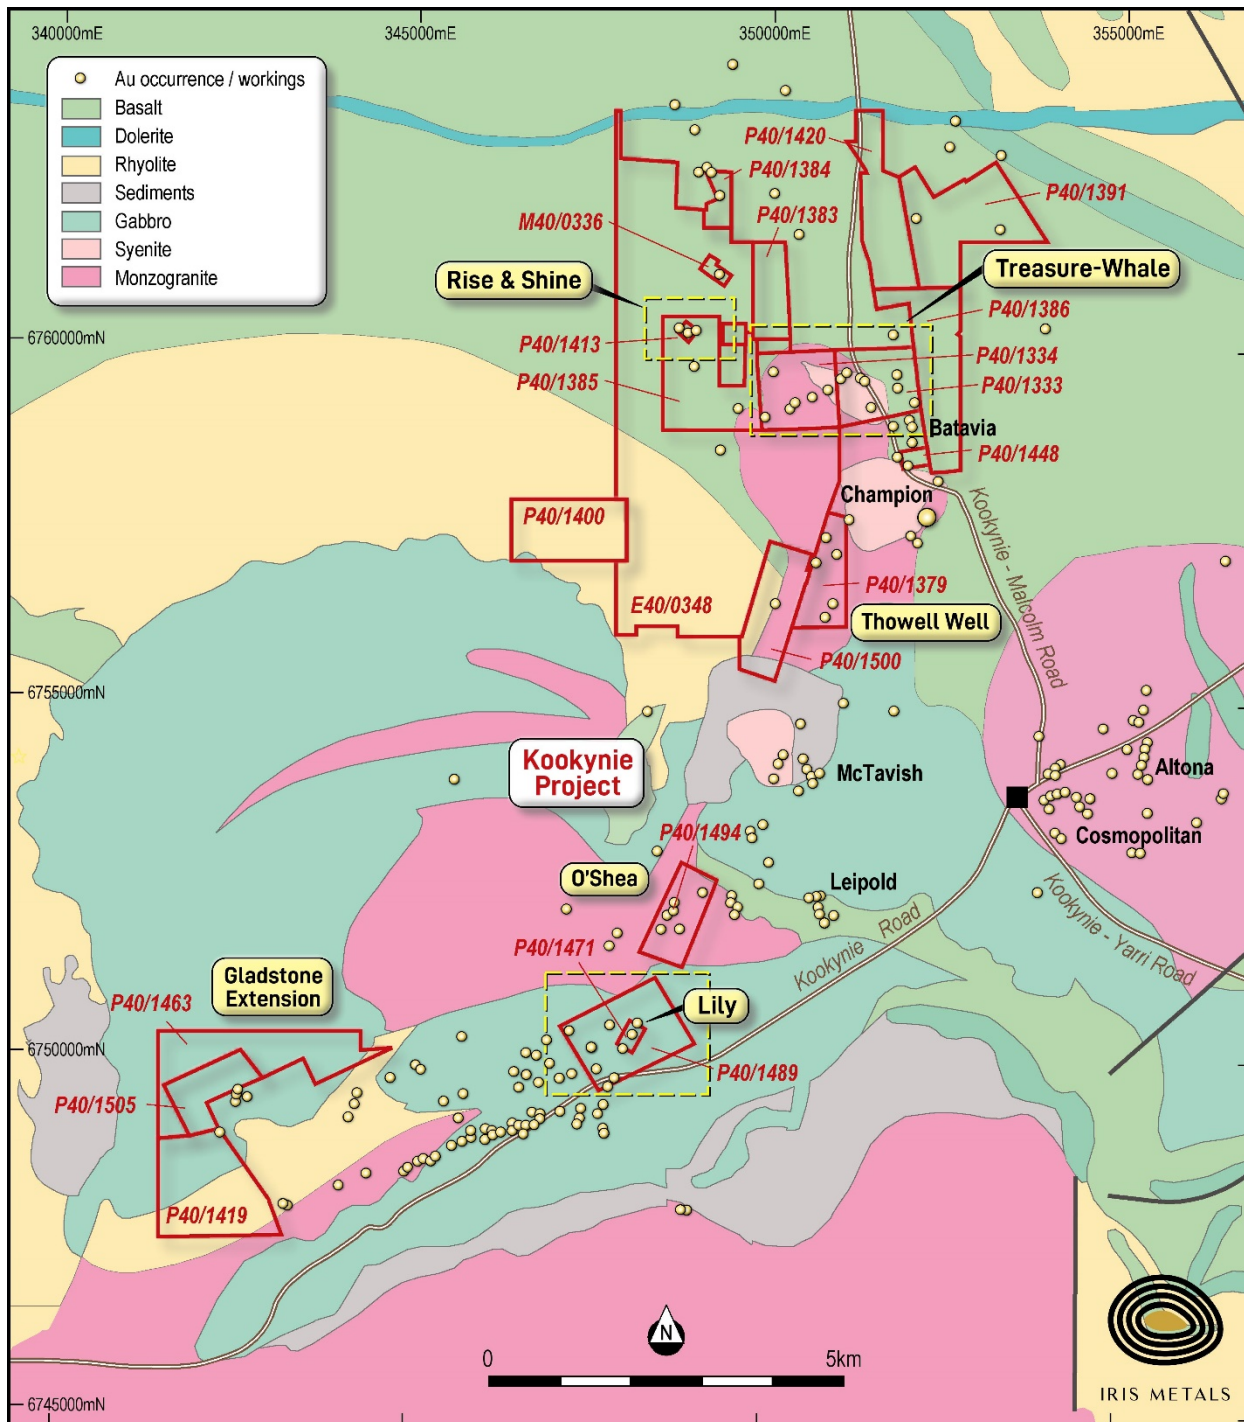 340000mE
345000mE
350000mE
355000mE
Au occurrence / workings
Basalt
Dolerite
Rhyolite
Sediments
Gabbro
Syenite
Monzogranite
P40/1420
P40/1384
P40/1391
P40/1383
M40/0336
Rise & Shine
Treasure-Whale
P40/1386
6760000mN
P40/1413
P40/1334
P40/1385
P40/1333
Batavia
P40/1448
Champion
P40/1400
Kookynie - Malcolm Road
P40/1379
E40/0348
Thowell Well
P40/1500
6755000mN
Kookynie
Project
McTavish
Altona
P40/1494
Cosmopolitan
O'Shea
Leipold
P40/1471
Kookynie Road
Kookynie - Yarri Road
Gladstone
Extension
P40/1463
Lily
6750000mN
P40/1489
P40/1505
P40/1419
N
0
5km
IRIS METALS
6745000mN